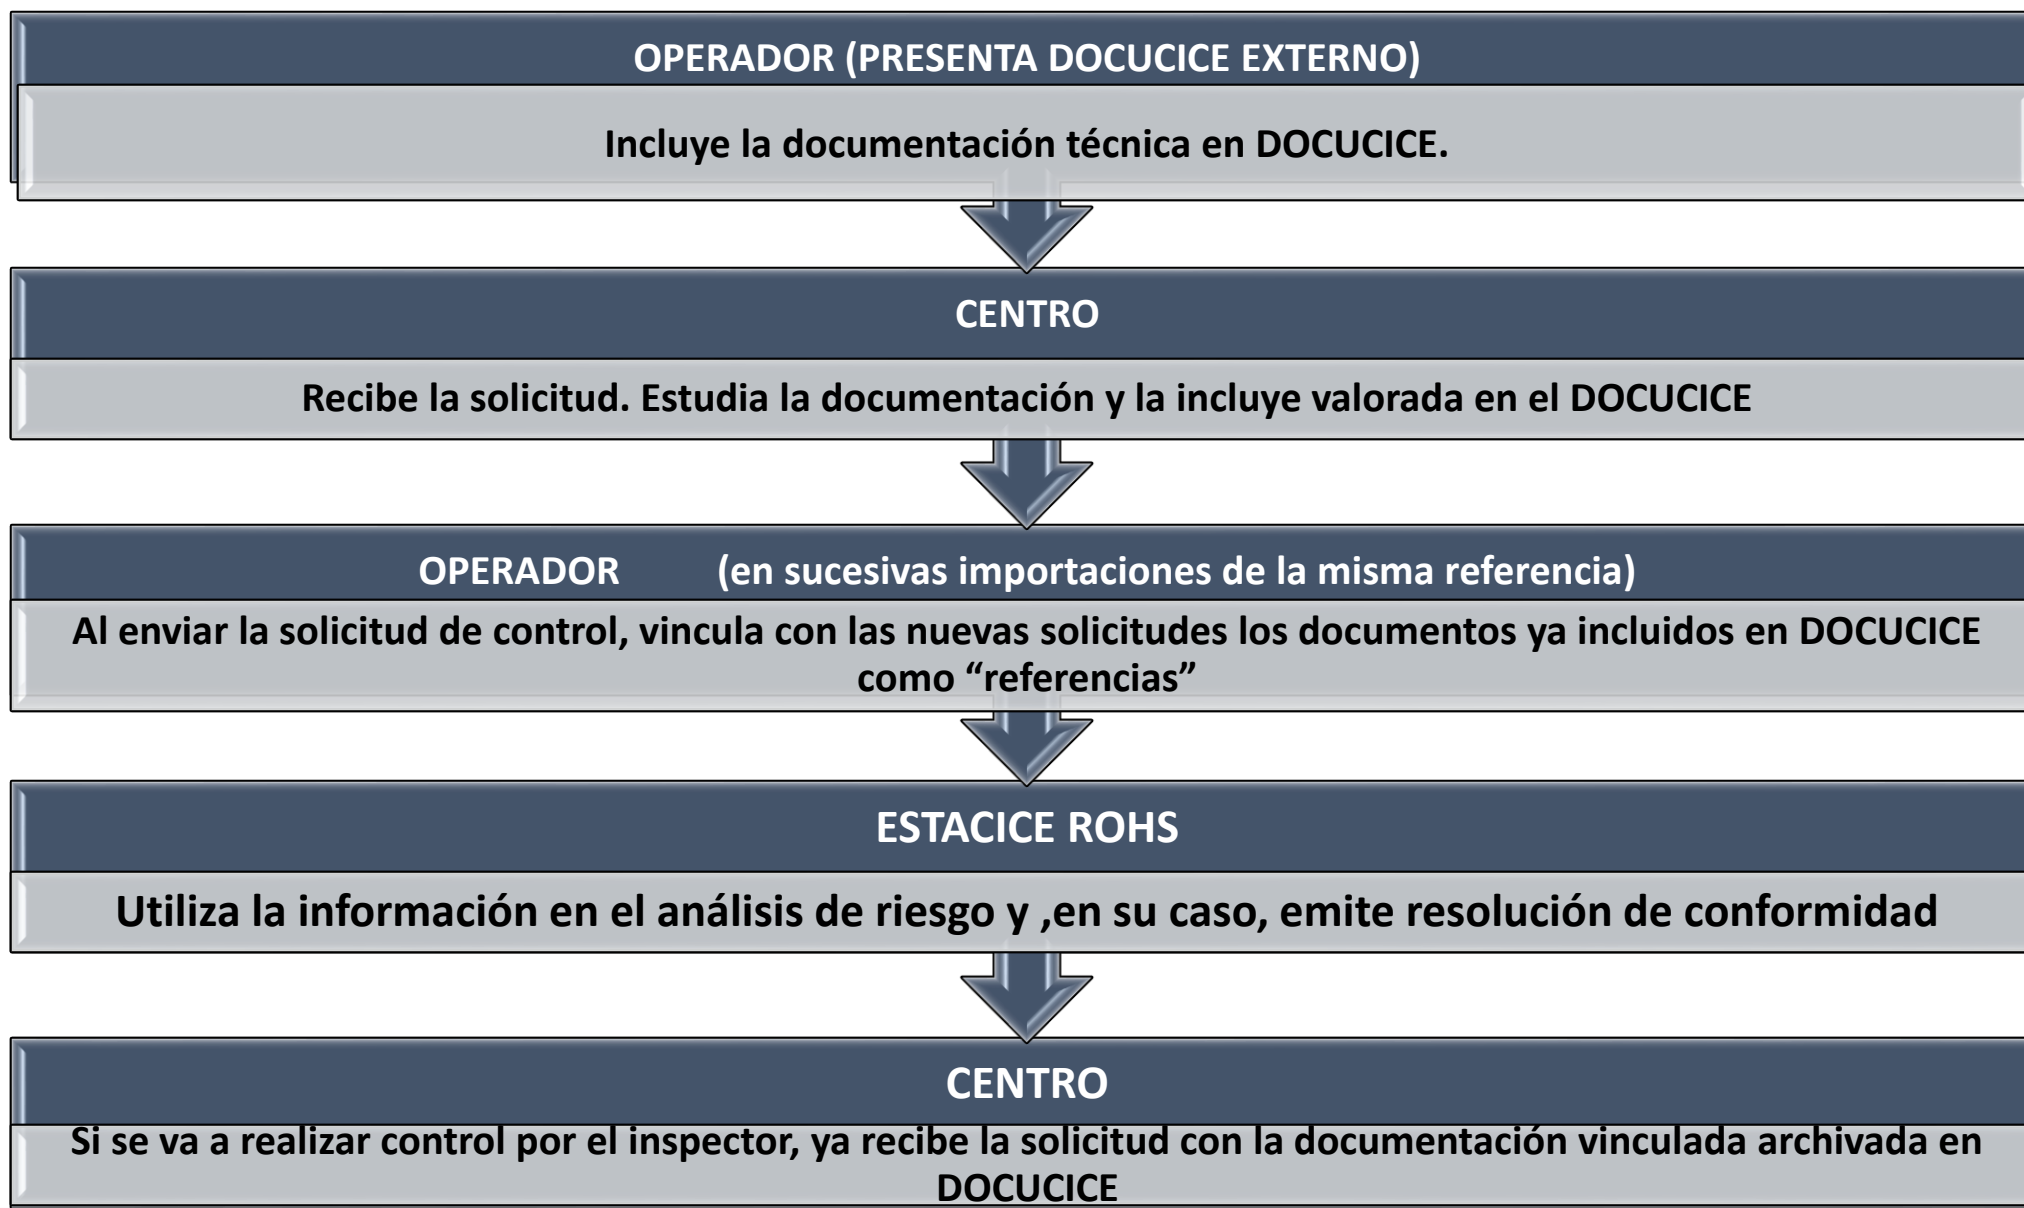 OPERADOR (PRESENTA DOCUCICE EXTERNO)
Incluye la documentación técnica en DOCUCICE.
CENTRO
Recibe la solicitud. Estudia la documentación y la incluye valorada en el DOCUCICE
OPERADOR (en sucesivas importaciones de la misma referencia)
Al enviar la solicitud de control, vincula con las nuevas solicitudes los documentos ya incluidos en DOCUCICE
como “referencias”
ESTACICE ROHS
Utiliza la información en el análisis de riesgo y ,en su caso, emite resolución de conformidad
CENTRO
Si se va a realizar control por el inspector, ya recibe la solicitud con la documentación vinculada archivada en
DOCUCICE